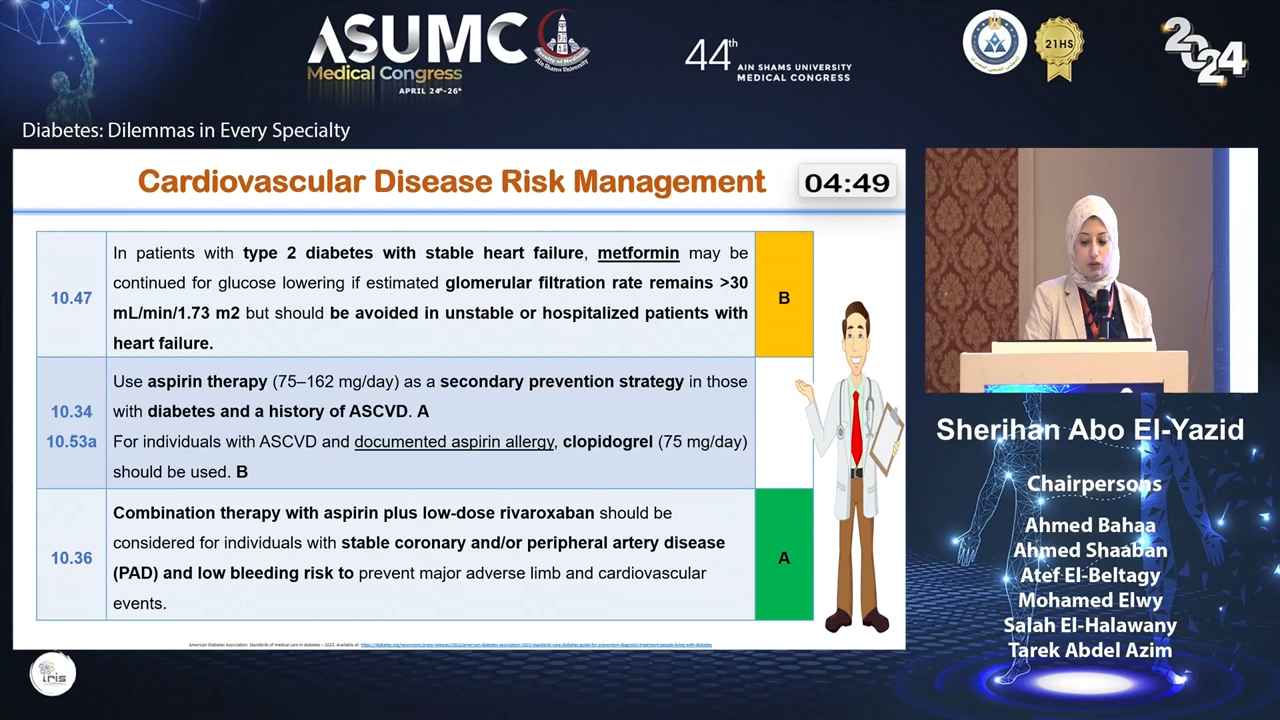 ASUMC
Medical Congress
APRIL 24th-26th
Faculty of Medicine
Ain Shams University
44th AIN SHAMS UNIVERSITY
MEDICAL CONGRESS
21HS
2024
Diabetes: Dilemmas in Every Specialty
Cardiovascular Disease Risk Management
04:49
10.47
In patients with type 2 diabetes with stable heart failure, metformin may be
continued for glucose lowering if estimated glomerular filtration rate remains >30
mL/min/1.73 m2 but should be avoided in unstable or hospitalized patients with
heart failure.
B
10.34
Use aspirin therapy (75–162 mg/day) as a secondary prevention strategy in those
with diabetes and a history of ASCVD. A
10.53a
For individuals with ASCVD and documented aspirin allergy, clopidogrel (75 mg/day)
should be used. B
10.36
Combination therapy with aspirin plus low-dose rivaroxaban should be
considered for individuals with stable coronary and/or peripheral artery disease
(PAD) and low bleeding risk to prevent major adverse limb and cardiovascular
events.
A
Sherihan Abo El-Yazid
Chairpersons
Ahmed Bahaa
Ahmed Shaaban
Atef El-Beltagy
Mohamed Elwy
Salah El-Halawany
Tarek Abdel Azim
iris